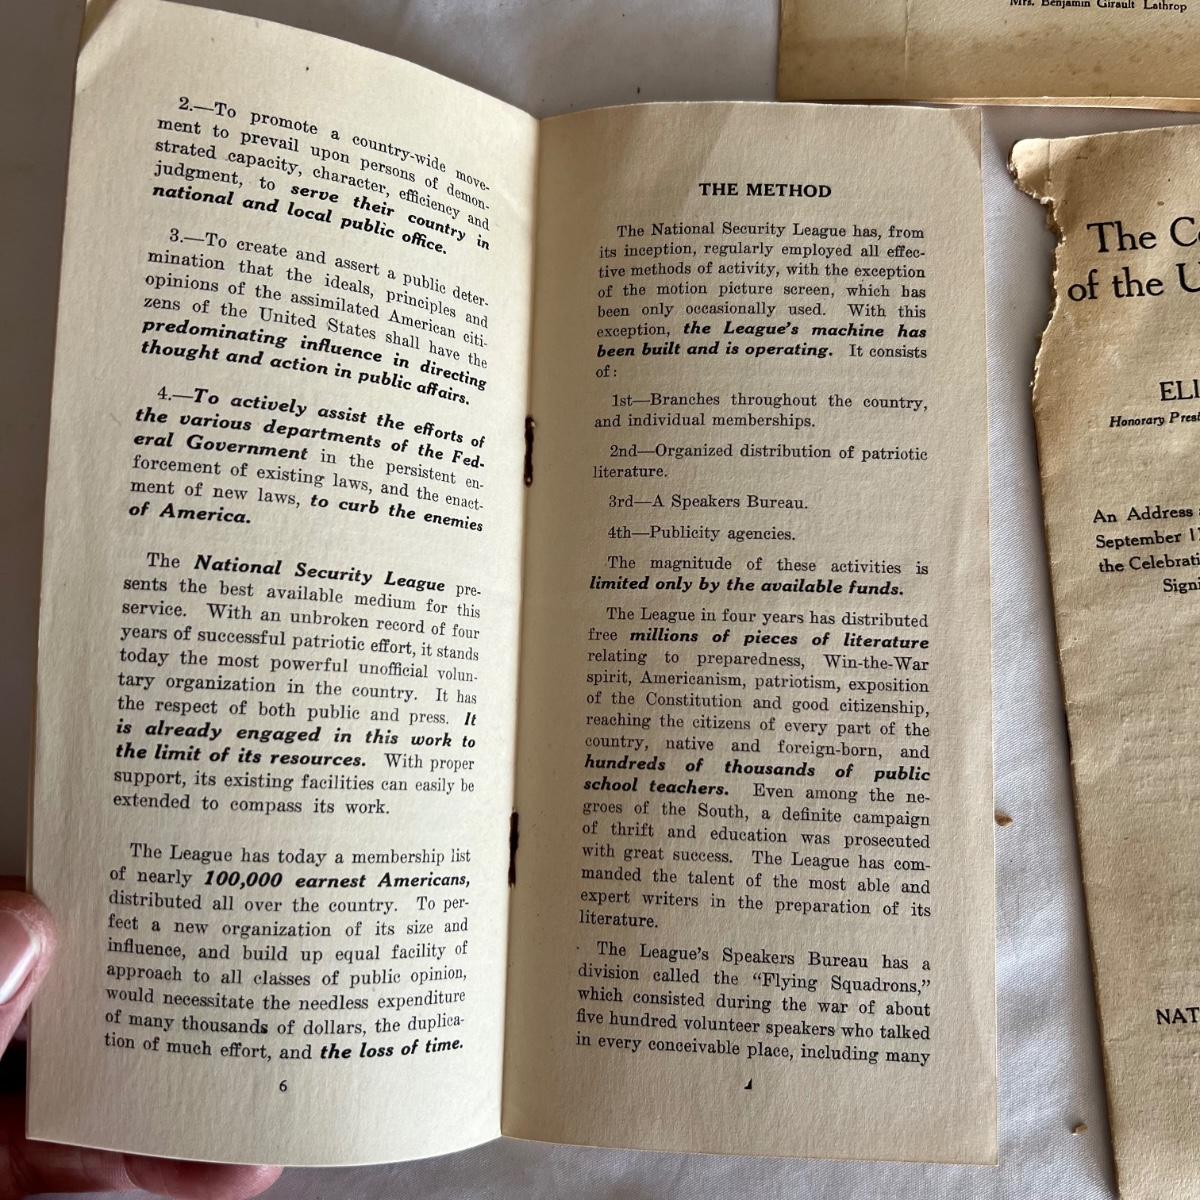 2.—To promote a country-wide move-
ment to prevail upon persons of demon-
strated capacity, character, efficiency and
judgment, to serve their country in
national and local public office.
3.—To create and assert a public deter-
mination that the ideals, principles and
opinions of the assimilated American citi-
zens of the United States shall have the
predominating influence in directing
thought and action in public affairs.
4.—To actively assist the efforts of
the various departments of the Fed-
eral Government in the persistent en-
forcement of existing laws, and the enact-
ment of new laws, to curb the enemies
of America.
The National Security League pre-
sents the best available medium for this
service. With an unbroken record of four
years of successful patriotic effort, it stands
today the most powerful unofficial volun-
tary organization in the country. It has
the respect of both public and press. It
is already engaged in this work to
the limit of its resources. With proper
support, its existing facilities can easily be
extended to compass its work.
The League has today a membership list
of nearly 100,000 earnest Americans,
distributed all over the country. To per-
fect a new organization of its size and
influence, and build up equal facility of
approach to all classes of public opinion,
would necessitate the needless expenditure
of many thousands of dollars, the duplica-
tion of much effort, and the loss of time.
6
THE METHOD
The National Security League has, from
its inception, regularly employed all effec-
tive methods of activity, with the exception
of the motion picture screen, which has
been only occasionally used. With this
exception, the League's machine has
been built and is operating. It consists
of:
1st—Branches throughout the country,
and individual memberships.
2nd—Organized distribution of patriotic
literature.
3rd—A Speakers Bureau.
4th—Publicity agencies.
The magnitude of these activities is
limited only by the available funds.
The League in four years has distributed
free millions of pieces of literature
relating to preparedness, Win-the-War
spirit, Americanism, patriotism, exposition
of the Constitution and good citizenship,
reaching the citizens of every part of the
country, native and foreign-born, and
hundreds of thousands of public
school teachers. Even among the ne-
groes of the South, a definite campaign
of thrift and education was prosecuted
with great success. The League has com-
manded the talent of the most able and
expert writers in the preparation of its
literature.
The League's Speakers Bureau has a
division called the "Flying Squadrons,"
which consisted during the war of about
five hundred volunteer speakers who talked
in every conceivable place, including many
Mrs. Benjamin Girault Lathrop
The
of the
Honorary
An Address
September
the